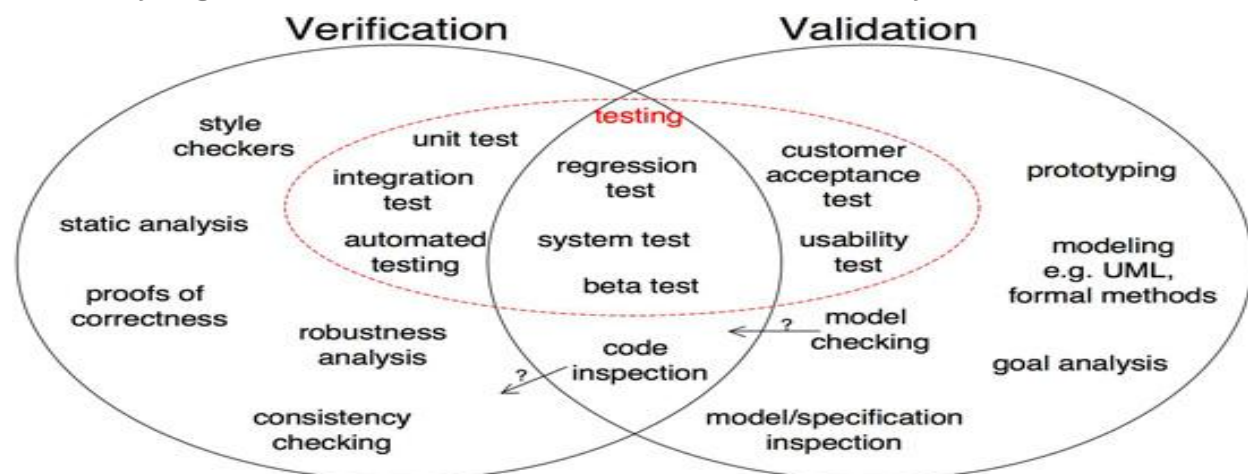 Verification
Validation
testing
style
checkers
unit test
integration
test
automated
testing
static analysis
proofs of
correctness
robustness
analysis
consistency
checking
regression
test
system test
beta test
code
inspection
?
customer
acceptance
test
usability
test
?
model
checking
model/specification
inspection
prototyping
modeling
e.g. UML,
formal methods
goal analysis